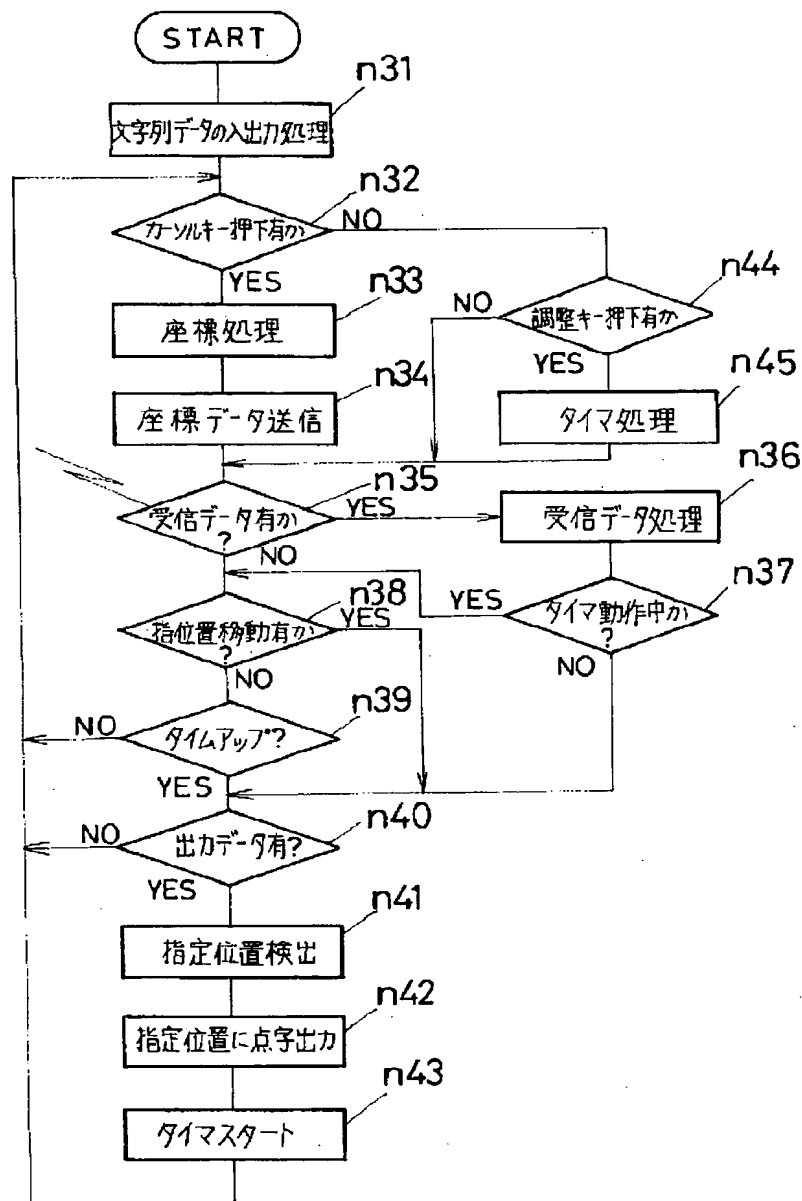 START
n31
文字列データの入出力処理
n32
カーソルキー押下有か
NO
YES
n33
座標処理
n44
調整キー押下有か
NO
YES
n34
座標データ送信
n45
タイマ処理
n35
受信データ有か
?
YES
NO
n36
受信データ処理
n37
タイマ動作中か
?
YES
NO
n38
指位置移動有か
?
YES
NO
n39
タイムアップ?
NO
YES
n40
出力データ有?
NO
YES
n41
指定位置検出
n42
指定位置に点字出力
n43
タイマスタート